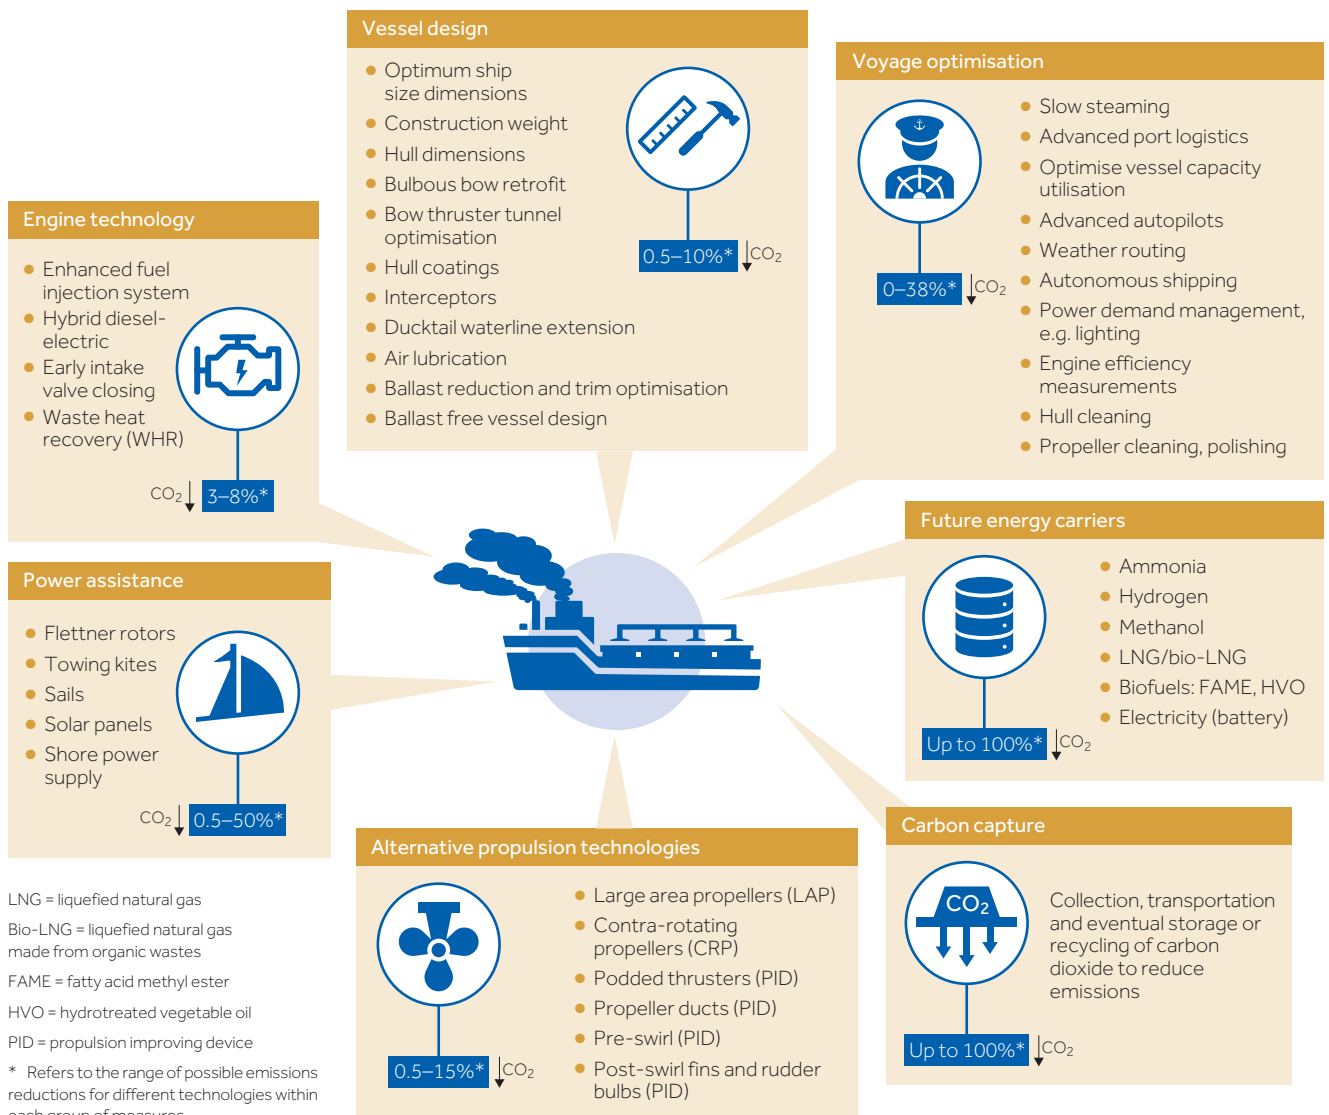 Vessel design
Optimum ship
size dimensions
Construction weight
Hull dimensions
Bulbous bow retrofit
Bow thruster tunnel
optimisation
Hull coatings
Interceptors
Ducktail waterline extension
Air lubrication
Ballast reduction and trim optimisation
Ballast free vessel design
0.5–10%* CO₂
Voyage optimisation
Slow steaming
Advanced port logistics
Optimise vessel capacity
utilisation
Advanced autopilots
Weather routing
Autonomous shipping
Power demand management,
e.g. lighting
Engine efficiency
measurements
Hull cleaning
Propeller cleaning, polishing
0–38%* CO₂
Engine technology
Enhanced fuel
injection system
Hybrid diesel-
electric
Early intake
valve closing
Waste heat
recovery (WHR)
CO₂ 3–8%*
Future energy carriers
Ammonia
Hydrogen
Methanol
LNG/bio-LNG
Biofuels: FAME, HVO
Electricity (battery)
Up to 100%* CO₂
Power assistance
Flettner rotors
Towing kites
Sails
Solar panels
Shore power
supply
CO₂ 0.5–50%*
Alternative propulsion technologies
Large area propellers (LAP)
Contra-rotating
propellers (CRP)
Podded thrusters (PID)
Propeller ducts (PID)
Pre-swirl (PID)
Post-swirl fins and rudder
bulbs (PID)
0.5–15%* CO₂
Carbon capture
CO₂
Collection, transportation
and eventual storage or
recycling of carbon
dioxide to reduce
emissions
Up to 100%* CO₂
LNG = liquefied natural gas
Bio-LNG = liquefied natural gas
made from organic wastes
FAME = fatty acid methyl ester
HVO = hydrotreated vegetable oil
PID = propulsion improving device
* Refers to the range of possible emissions
reductions for different technologies within
each group of measures